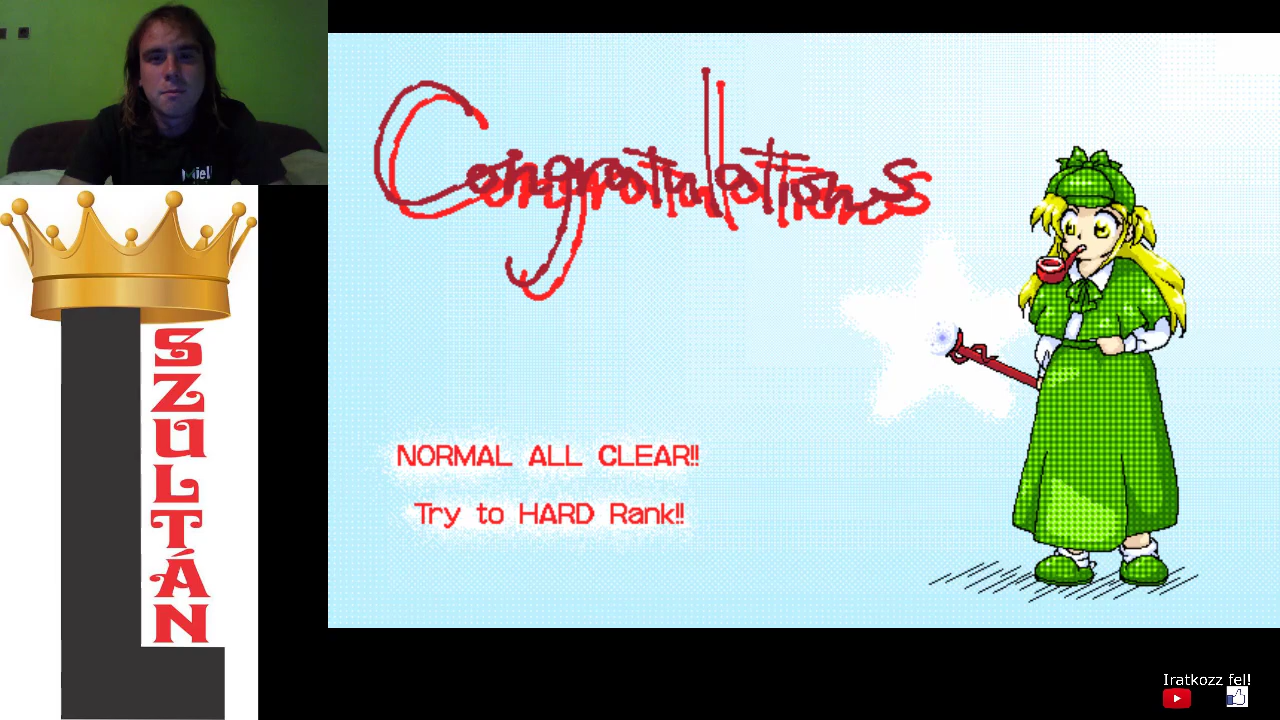 Congratulations
NORMAL ALL CLEAR!!
Try to HARD Rank!!
L
SZULTÁN
Iratkozz fel!